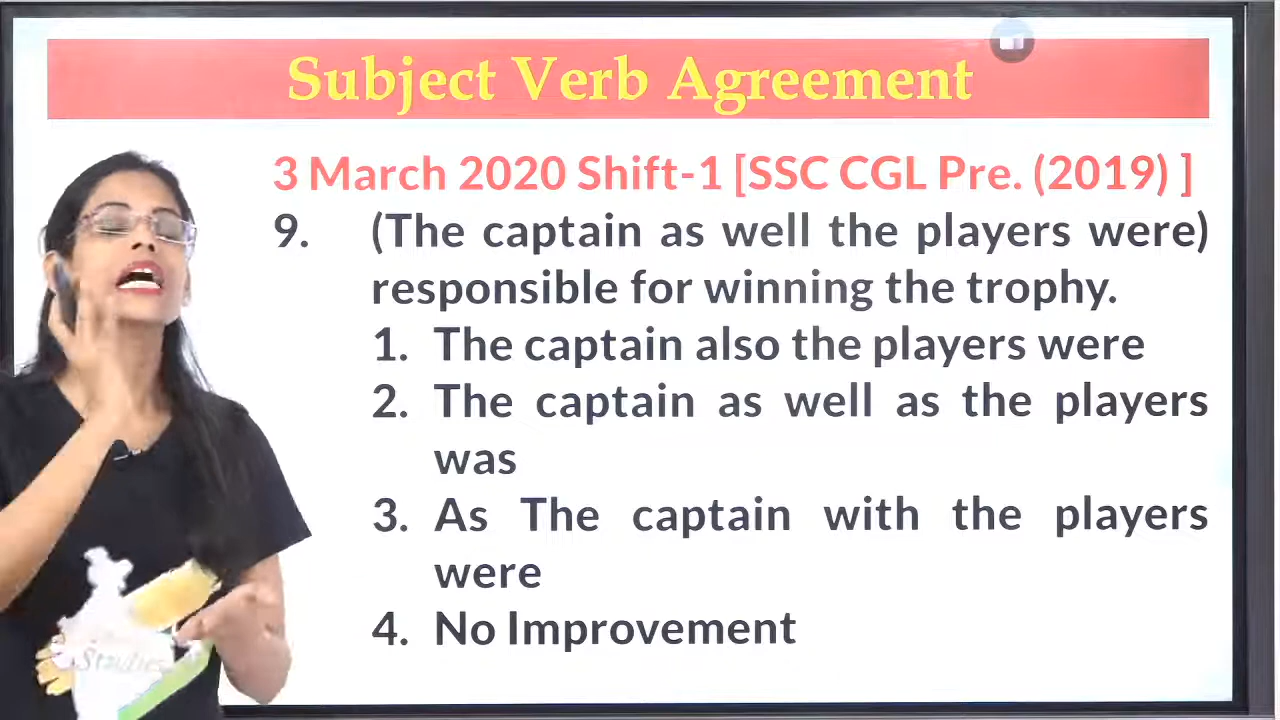 Subject Verb Agreement
3 March 2020 Shift-1 [SSC CGL Pre. (2019) ]
9. (The captain as well the players were)
responsible for winning the trophy.
1. The captain also the players were
2. The captain as well as the players
was
3. As The captain with the players
were
4. No Improvement
Studies